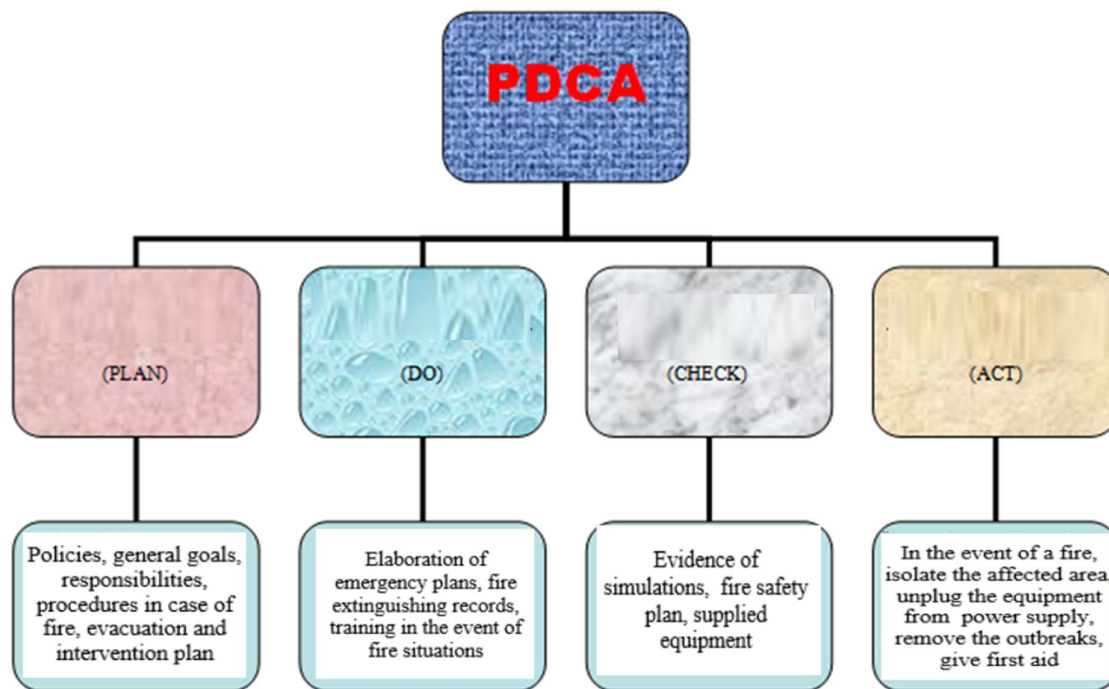 PDCA
(PLAN)
(DO)
(CHECK)
(ACT)
Policies, general goals,
responsibilities,
procedures in case of
fire, evacuation and
intervention plan
Elaboration of
emergency plans, fire
extinguishing records,
training in the event of
fire situations
Evidence of
simulations, fire safety
plan, supplied
equipment
In the event of a fire,
isolate the affected area,
unplug the equipment
from power supply,
remove the outbreaks,
give first aid